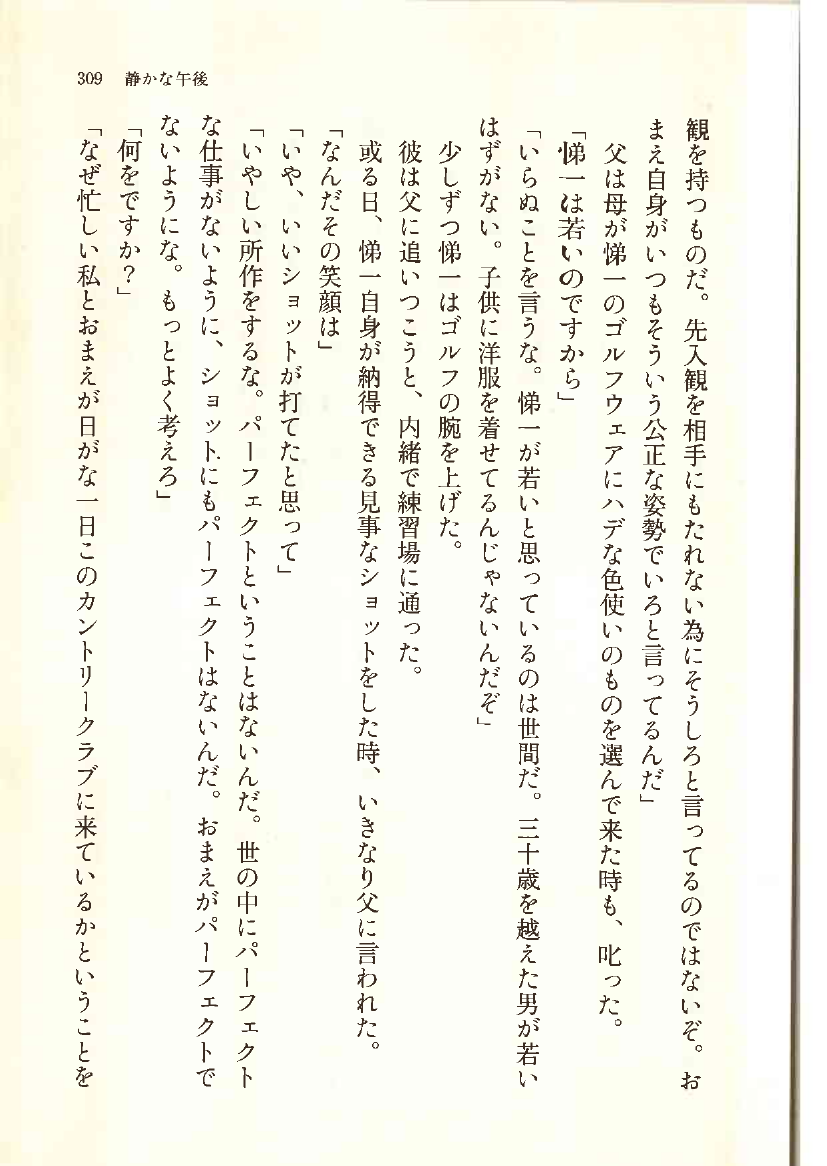 309　静かな午後
観を持つものだ。先入観を相手にもたれない為にそうしろと言ってるのではないぞ。お
まえ自身がいつもそういう公正な姿勢でいろと言ってるんだ」
　父は母が悌一のゴルフウェアにハデな色使いのものを選んで来た時も、叱った。
「悌一は若いのですから」
「いらぬことを言うな。悌一が若いと思っているのは世間だ。三十歳を越えた男が若い
はずがない。子供に洋服を着せてるんじゃないんだぞ」
　少しずつ悌一はゴルフの腕を上げた。
　彼は父に追いつこうと、内緒で練習場に通った。
　或る日、悌一自身が納得できる見事なショットをした時、いきなり父に言われた。
「なんだその笑顔は」
「いや、いいショットが打てたと思って」
「いやしい所作をするな。パーフェクトということはないんだ。世の中にパーフェクト
な仕事がないように、ショットにもパーフェクトはないんだ。おまえがパーフェクトで
ないようにな。もっとよく考えろ」
「何をですか？」
「なぜ忙しい私とおまえが日がな一日このカントリークラブに来ているかということを